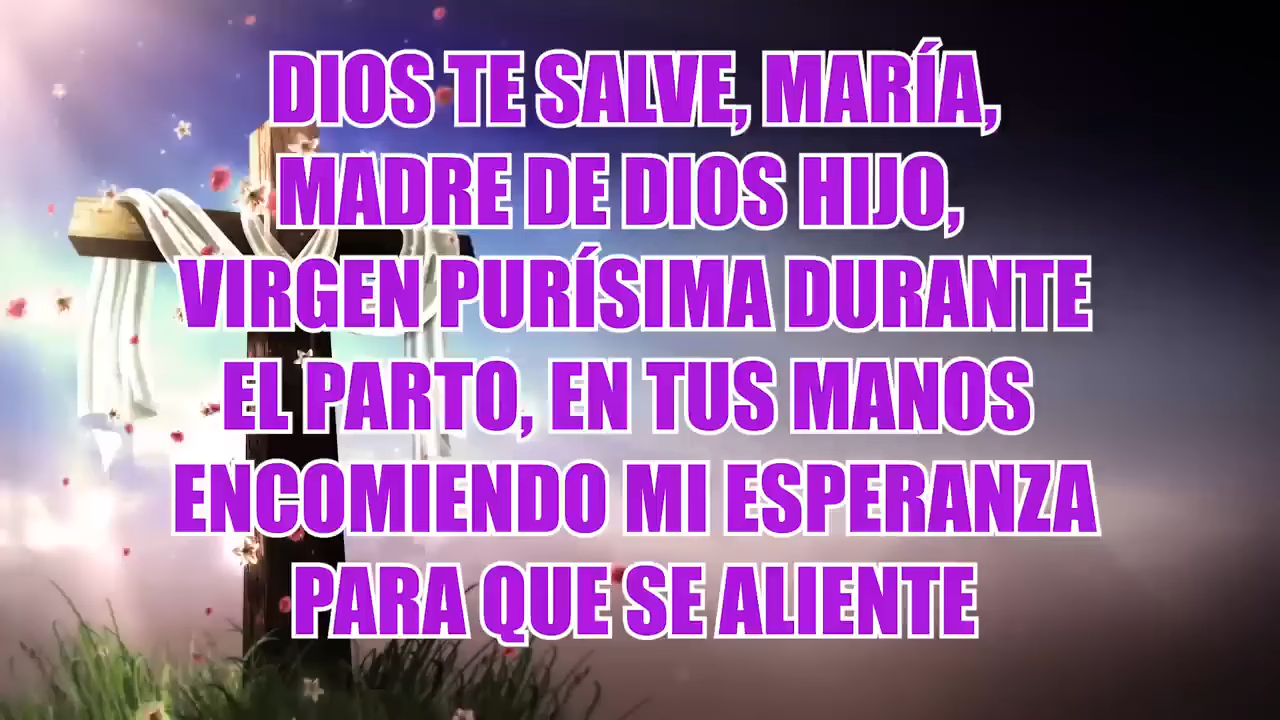 DIOS TE SALVE, MARÍA,
MADRE DE DIOS HIJO,
VIRGEN PURÍSIMA DURANTE
EL PARTO, EN TUS MANOS
ENCOMIENDO MI ESPERANZA
PARA QUE SE ALIENTE